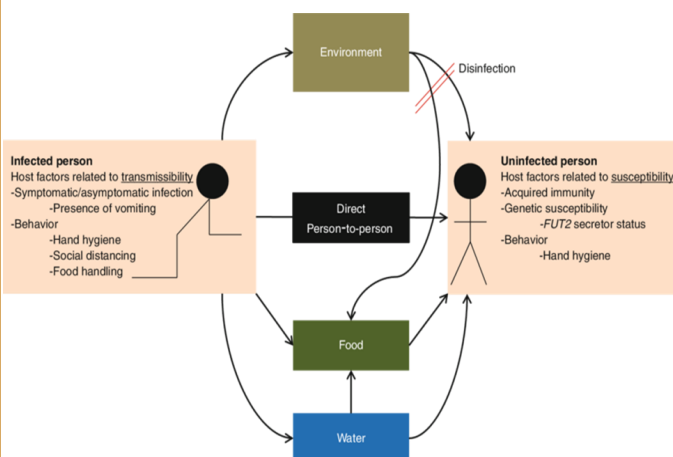 Environment
Disinfection
Infected person
Host factors related to transmissibility
-Symptomatic/asymptomatic infection
-Presence of vomiting
-Behavior
-Hand hygiene
-Social distancing
-Food handling
Direct
Person-to-person
Uninfected person
Host factors related to susceptibility
-Acquired immunity
-Genetic susceptibility
-FUT2 secretor status
-Behavior
-Hand hygiene
Food
Water